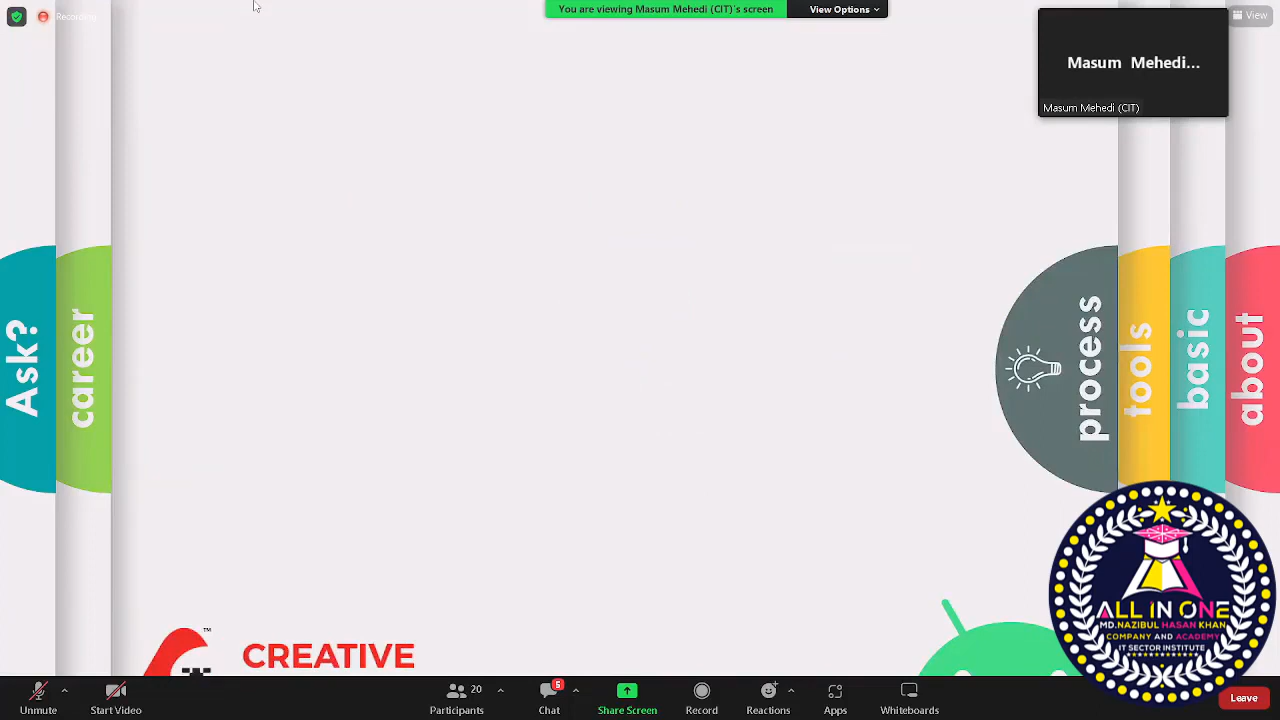 Recording
You are viewing Masum Mehedi (CIT)'s screen
View Options
View
Masum Mehedi...
Masum Mehedi (CIT)
Ask?
career
process
tools
basic
about
™
CREATIVE
ALL IN ONE
MD.NAZIBUL HASAN KHAN
COMPANY AND ACADEMY
IT SECTOR INSTITUTE
Unmute
Start Video
20
Participants
5
Chat
Share Screen
Record
Reactions
Apps
Whiteboards
Leave